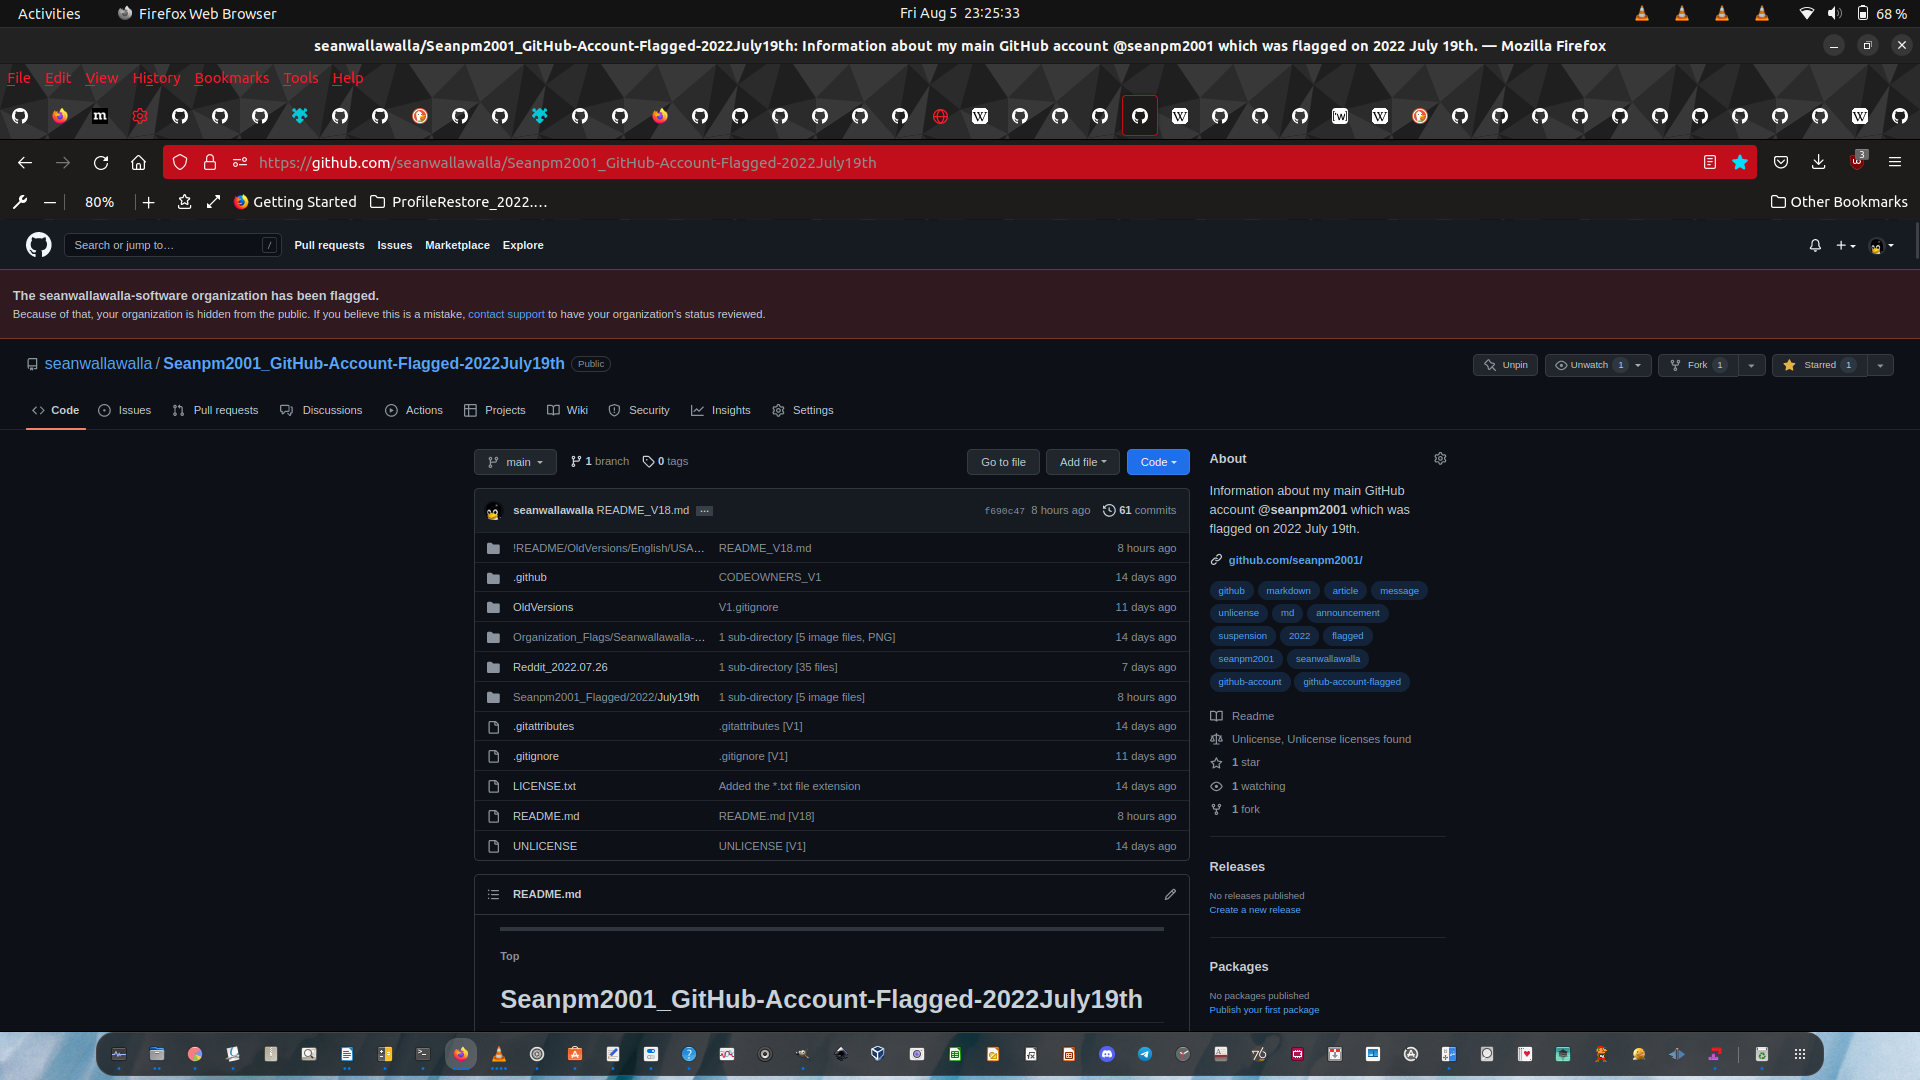 Activities Firefox Web Browser Fri Aug 5 23:25:33 68 %
seanwallawalla/Seanpm2001_GitHub-Account-Flagged-2022July19th: Information about my main GitHub account @seanpm2001 which was flagged on 2022 July 19th. — Mozilla Firefox
File Edit View History Bookmarks Tools Help
https://github.com/seanwallawalla/Seanpm2001_GitHub-Account-Flagged-2022July19th 3
80% Getting Started ProfileRestore_2022.… Other Bookmarks
Search or jump to… / Pull requests Issues Marketplace Explore
The seanwallawalla-software organization has been flagged.
Because of that, your organization is hidden from the public. If you believe this is a mistake, contact support to have your organization's status reviewed.
seanwallawalla / Seanpm2001_GitHub-Account-Flagged-2022July19th Public Unpin Unwatch 1 Fork 1 Starred 1
Code Issues Pull requests Discussions Actions Projects Wiki Security Insights Settings
main 1 branch 0 tags Go to file Add file Code
seanwallawalla README_V18.md … f690c47 8 hours ago 61 commits
!README/OldVersions/English/USA… README_V18.md 8 hours ago
.github CODEOWNERS_V1 14 days ago
OldVersions V1.gitignore 11 days ago
Organization_Flags/Seanwallawalla-… 1 sub-directory [5 image files, PNG] 14 days ago
Reddit_2022.07.26 1 sub-directory [35 files] 7 days ago
Seanpm2001_Flagged/2022/July19th 1 sub-directory [5 image files] 8 hours ago
.gitattributes .gitattributes [V1] 14 days ago
.gitignore .gitignore [V1] 11 days ago
LICENSE.txt Added the *.txt file extension 14 days ago
README.md README.md [V18] 8 hours ago
UNLICENSE UNLICENSE [V1] 14 days ago
README.md
Top
Seanpm2001_GitHub-Account-Flagged-2022July19th
About
Information about my main GitHub
account @seanpm2001 which was
flagged on 2022 July 19th.
github.com/seanpm2001/
github markdown article message
unlicense md announcement
suspension 2022 flagged
seanpm2001 seanwallawalla
github-account github-account-flagged
Readme
Unlicense, Unlicense licenses found
1 star
1 watching
1 fork
Releases
No releases published
Create a new release
Packages
No packages published
Publish your first package